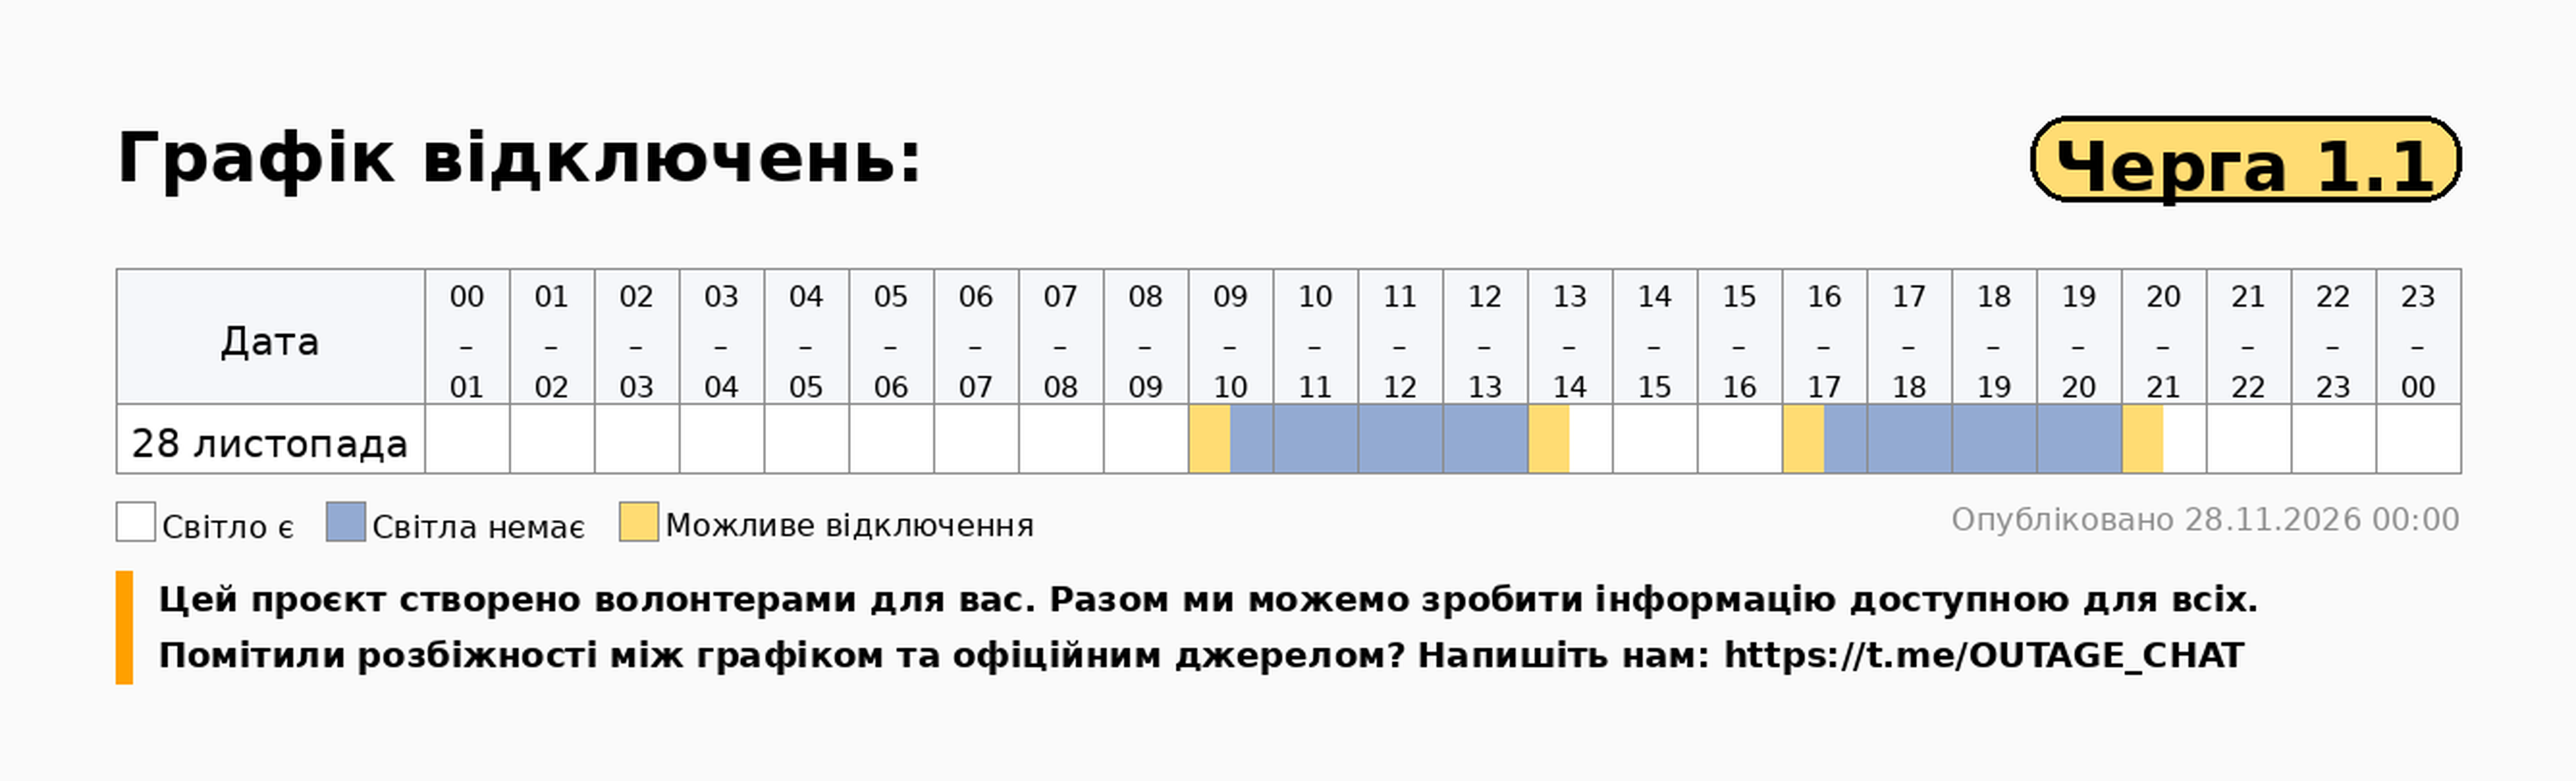 Графік відключень:
Черга 1.1
Дата 00 – 01 01 – 02 02 – 03 03 – 04 04 – 05 05 – 06 06 – 07 07 – 08 08 – 09 09 – 10 10 – 11 11 – 12 12 – 13 13 – 14 14 – 15 15 – 16 16 – 17 17 – 18 18 – 19 19 – 20 20 – 21 21 – 22 22 – 23 23 – 00
28 листопада
Світло є Світла немає Можливе відключення
Опубліковано 28.11.2026 00:00
Цей проєкт створено волонтерами для вас. Разом ми можемо зробити інформацію доступною для всіх.
Помітили розбіжності між графіком та офіційним джерелом? Напишіть нам: https://t.me/OUTAGE_CHAT